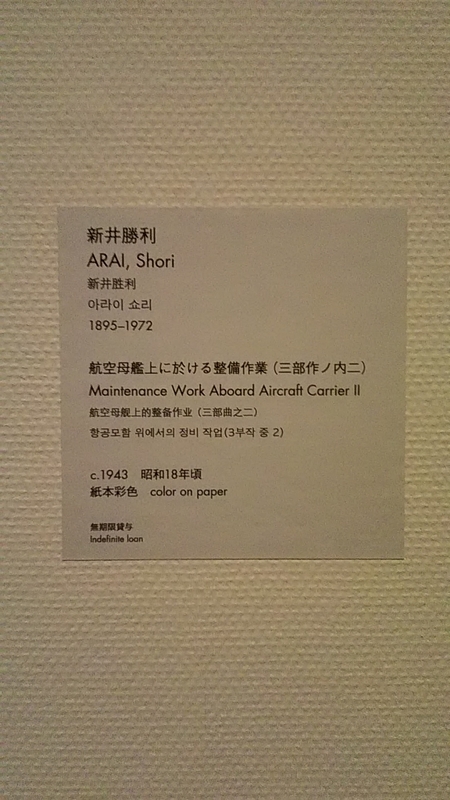 新井勝利
ARAI, Shori
新井胜利
아라이 쇼리
1895–1972
航空母艦上に於ける整備作業（三部作ノ内二）
Maintenance Work Aboard Aircraft Carrier II
航空母舰上的整备作业（三部曲之二）
항공모함 위에서의 정비 작업(3부작 중 2)
c.1943　昭和18年頃
紙本彩色　color on paper
無期限貸与
Indefinite loan